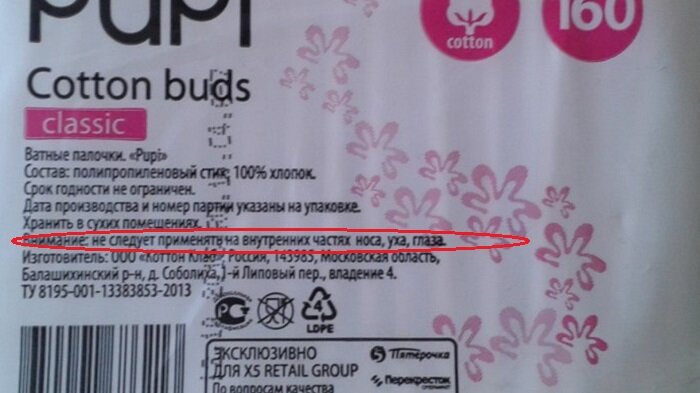 Pupi
cotton
160
Cotton buds
classic
Ватные палочки. «Pupi»
Состав: полипропиленовый стик, 100% хлопок.
Срок годности не ограничен.
Дата производства и номер партии указаны на упаковке.
Хранить в сухих помещениях.
Внимание: не следует применять на внутренних частях носа, уха, глаза.
Изготовитель: ООО «Коттон Клаб» Россия, 143985, Московская область,
Балашихинский р-н, д. Соболиха, 1-й Липовый пер., владение 4.
ТУ 8195-001-13383853-2013
4
LDPE
ЭКСКЛЮЗИВНО
ДЛЯ X5 RETAIL GROUP
По вопросам качества
5 Пятёрочка
Перекресток